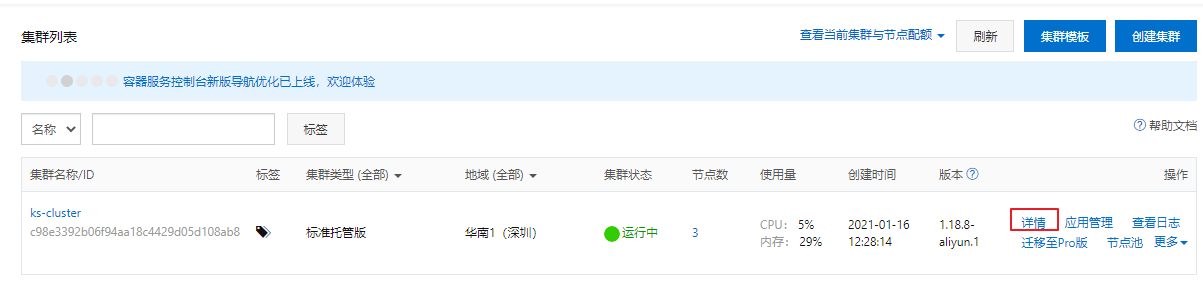 集群列表
查看当前集群与节点配额 刷新 集群模板 创建集群
容器服务控制台新版导航优化已上线，欢迎体验
名称 标签 帮助文档
集群名称/ID 标签 集群类型 (全部) 地域 (全部) 集群状态 节点数 使用量 创建时间 版本 操作
ks-cluster
c98e3392b06f94aa18c4429d05d108ab8
标准托管版
华南1（深圳）
运行中
3
CPU： 5%
内存： 29%
2021-01-16
12:28:14
1.18.8-
aliyun.1
详情 应用管理 查看日志
迁移至Pro版 节点池 更多